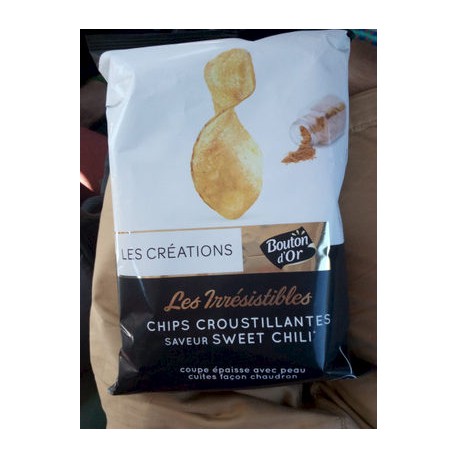 LES CRÉATIONS
Bouton
d'Or
Les Irrésistibles
CHIPS CROUSTILLANTES
SAVEUR SWEET CHILI*
coupe épaisse avec peau
cuites façon chaudron